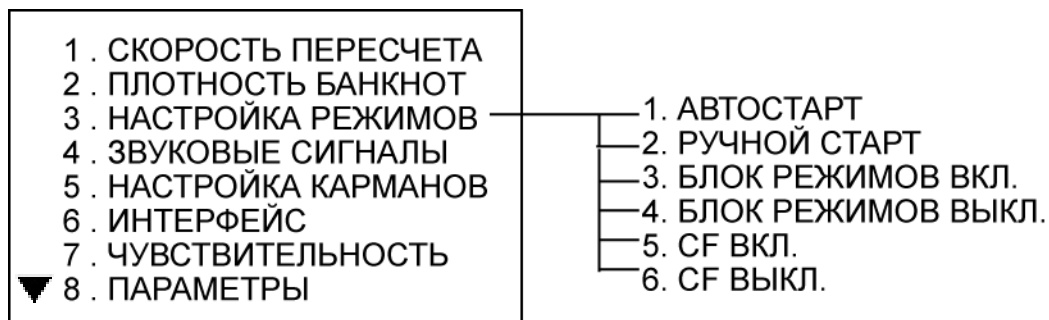 1 . СКОРОСТЬ ПЕРЕСЧЕТА
2 . ПЛОТНОСТЬ БАНКНОТ
3 . НАСТРОЙКА РЕЖИМОВ
4 . ЗВУКОВЫЕ СИГНАЛЫ
5 . НАСТРОЙКА КАРМАНОВ
6 . ИНТЕРФЕЙС
7 . ЧУВСТВИТЕЛЬНОСТЬ
8 . ПАРАМЕТРЫ
1. АВТОСТАРТ
2. РУЧНОЙ СТАРТ
3. БЛОК РЕЖИМОВ ВКЛ.
4. БЛОК РЕЖИМОВ ВЫКЛ.
5. CF ВКЛ.
6. CF ВЫКЛ.